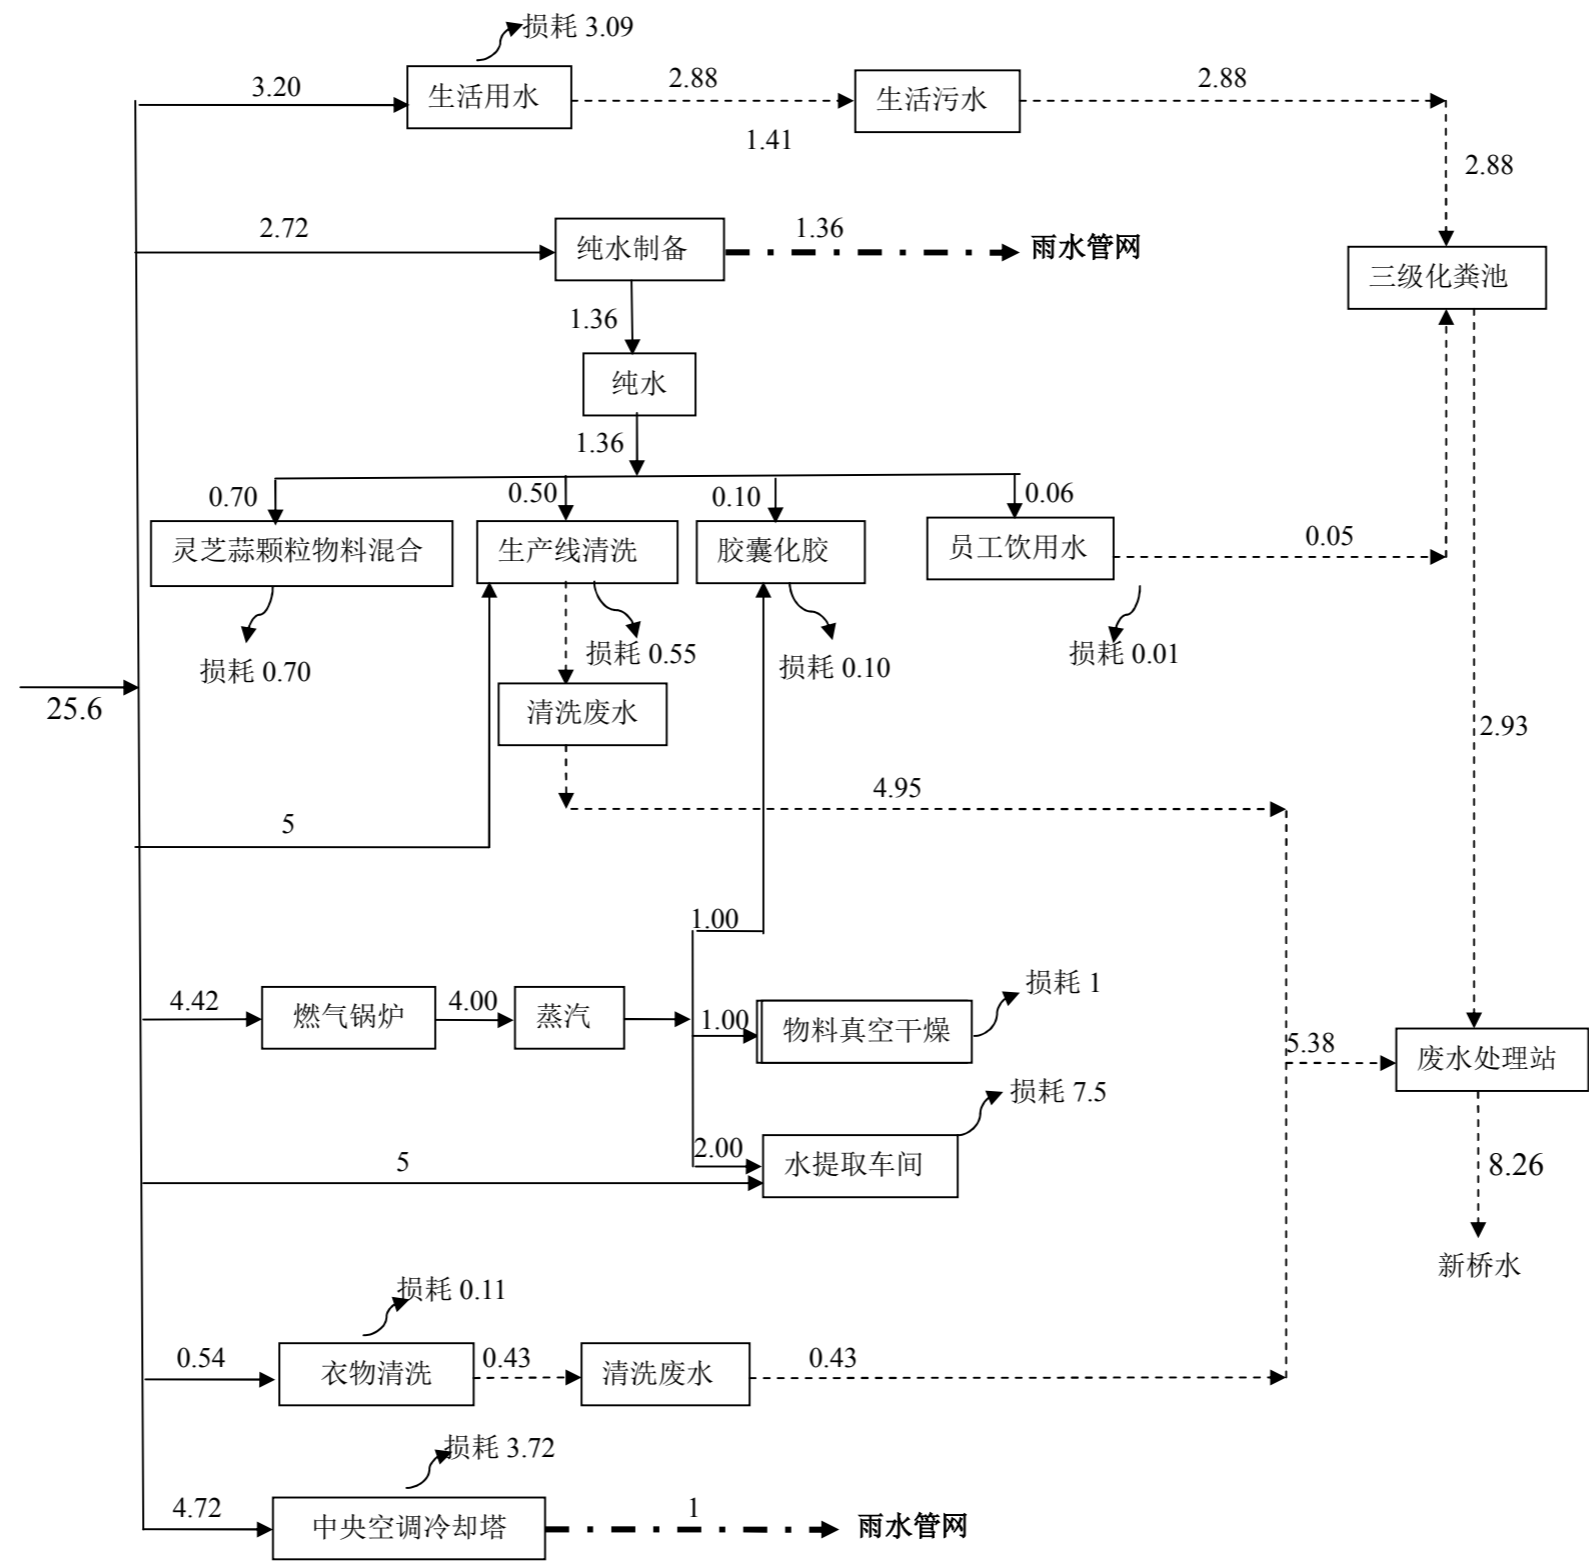 损耗 3.09
3.20
生活用水
2.88
生活污水
2.88
1.41
2.88
2.72
纯水制备
1.36
雨水管网
三级化粪池
1.36
纯水
1.36
0.70
0.50
0.10
0.06
灵芝蒜颗粒物料混合
生产线清洗
胶囊化胶
员工饮用水
0.05
损耗 0.70
损耗 0.55
损耗 0.10
损耗 0.01
25.6
清洗废水
2.93
4.95
5
1.00
4.42
燃气锅炉
4.00
蒸汽
1.00
物料真空干燥
损耗 1
5.38
废水处理站
损耗 7.5
5
2.00
水提取车间
8.26
新桥水
损耗 0.11
0.54
衣物清洗
0.43
清洗废水
0.43
损耗 3.72
4.72
中央空调冷却塔
1
雨水管网